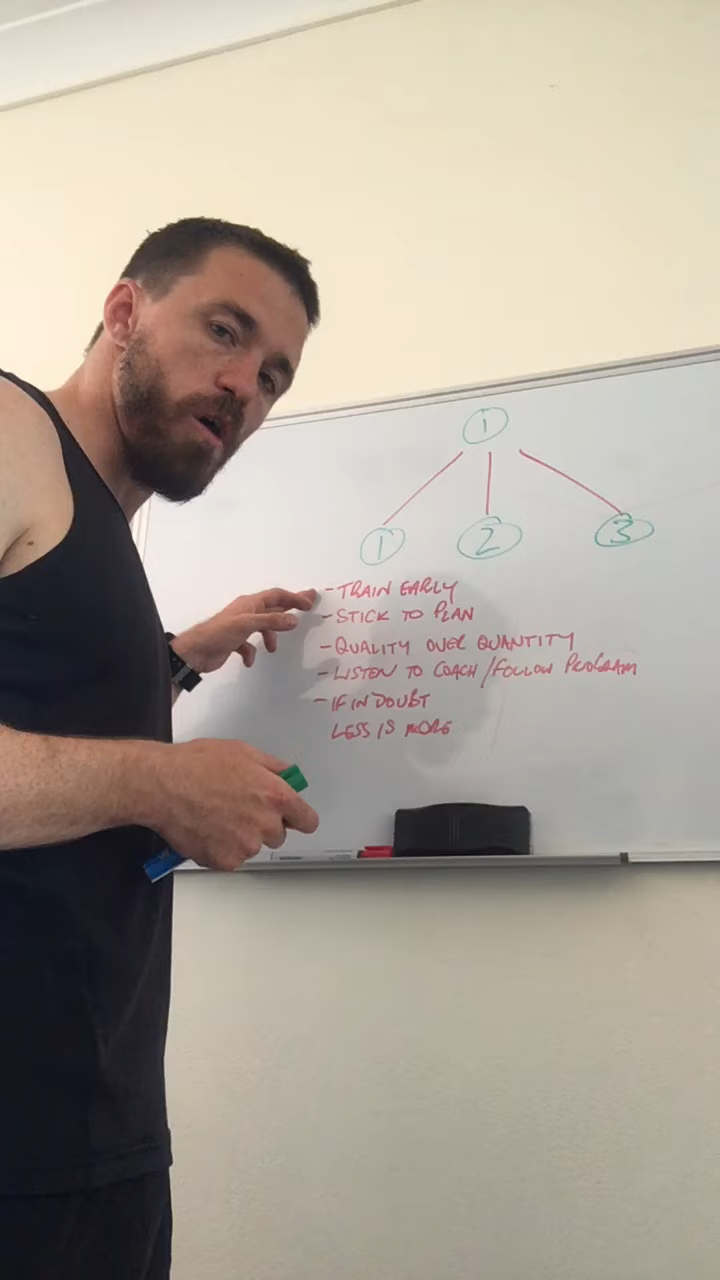 1
1 2 3
- TRAIN EARLY
- STICK TO PLAN
- QUALITY OVER QUANTITY
- LISTEN TO COACH / FOLLOW PROGRAM
- IF IN DOUBT
LESS IS MORE